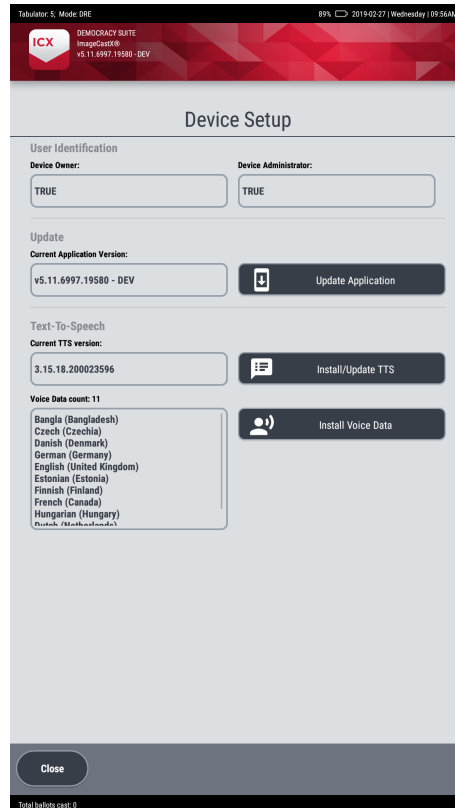 Tabulator: 5; Mode: DRE
89% 2019-02-27 | Wednesday | 09:56AM
ICX
DEMOCRACY SUITE
ImageCastX®
v5.11.6997.19580 - DEV
Device Setup
User Identification
Device Owner:
Device Administrator:
TRUE
TRUE
Update
Current Application Version:
v5.11.6997.19580 - DEV
Update Application
Text-To-Speech
Current TTS version:
3.15.18.200023596
Install/Update TTS
Voice Data count: 11
Install Voice Data
Bangla (Bangladesh)
Czech (Czechia)
Danish (Denmark)
German (Germany)
English (United Kingdom)
Estonian (Estonia)
Finnish (Finland)
French (Canada)
Hungarian (Hungary)
Dutch (Netherlands)
Close
Total ballots cast: 0